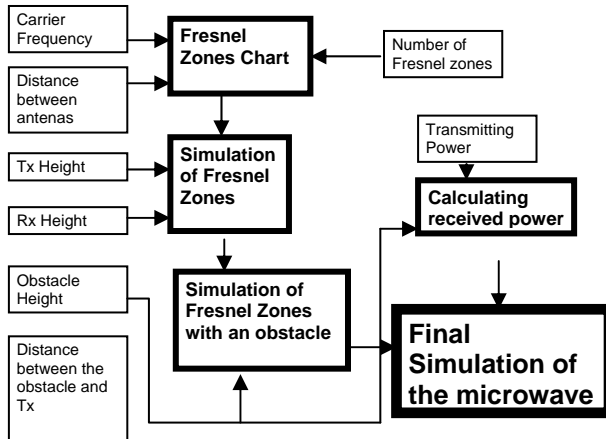 Carrier
Frequency
Fresnel
Zones Chart
Number of
Fresnel zones
Distance
between
antenas
Transmitting
Power
Tx Height
Simulation
of Fresnel
Zones
Calculating
received power
Rx Height
Obstacle
Height
Simulation of
Fresnel Zones
with an obstacle
Final
Simulation of
the microwave
Distance
between the
obstacle and
Tx